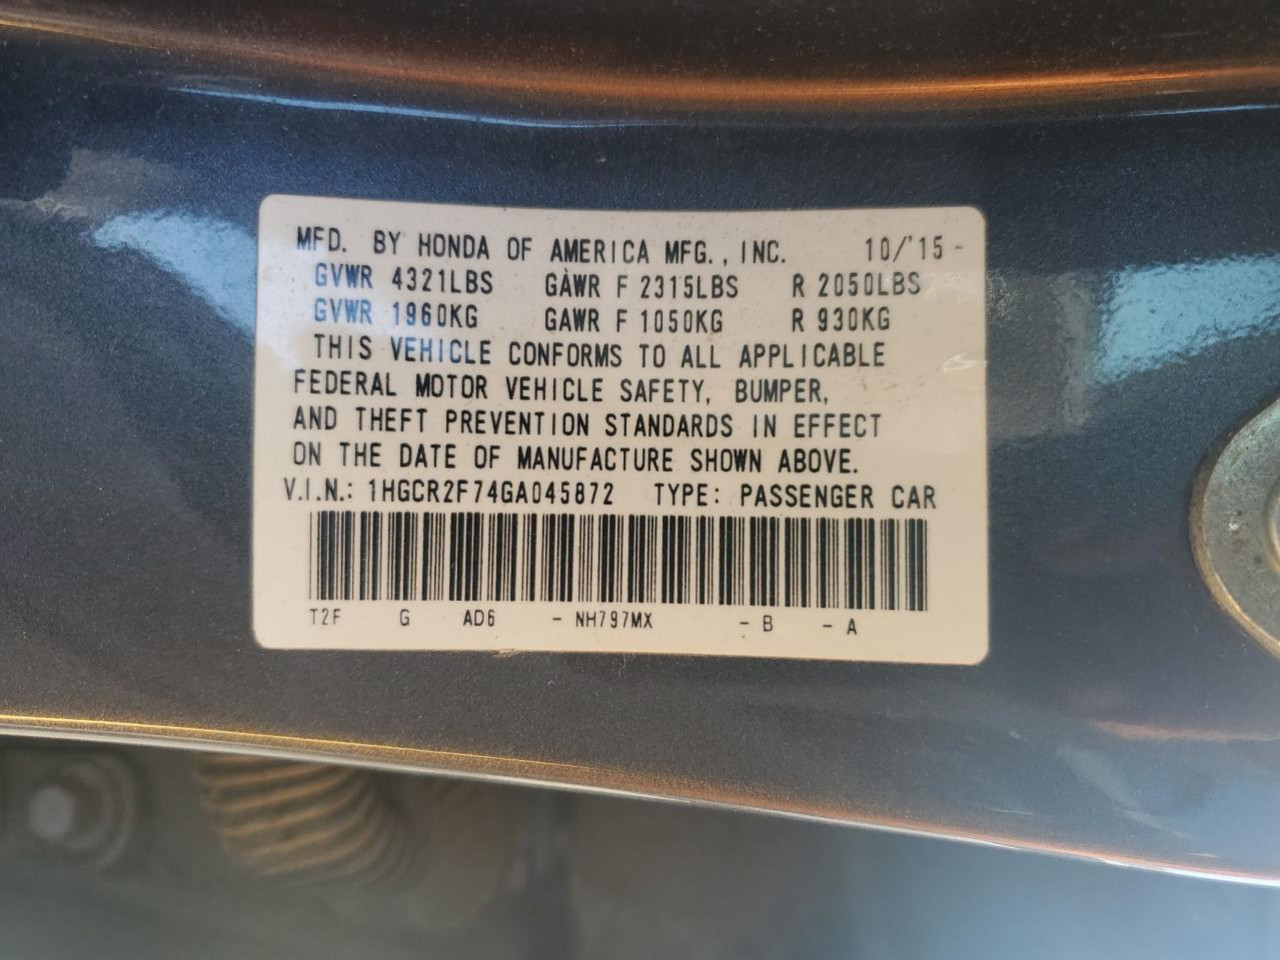 MFD. BY HONDA OF AMERICA MFG., INC. 10/'15-
GVWR 4321LBS GAWR F 2315LBS R 2050LBS
GVWR 1960KG GAWR F 1050KG R 930KG
THIS VEHICLE CONFORMS TO ALL APPLICABLE
FEDERAL MOTOR VEHICLE SAFETY, BUMPER,
AND THEFT PREVENTION STANDARDS IN EFFECT
ON THE DATE OF MANUFACTURE SHOWN ABOVE.
V.I.N.: 1HGCR2F74GA045872 TYPE: PASSENGER CAR
T2F G AD6 - NH797MX - B - A